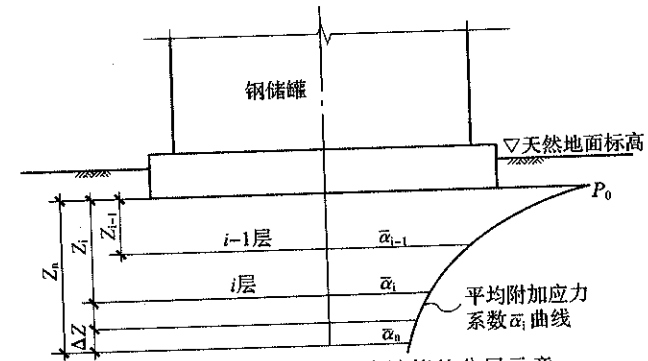 钢储罐
▽天然地面标高
P₀
i-1层
ᾱᵢ₋₁
i层
ᾱᵢ
ᾱₙ
平均附加应力
系数ᾱᵢ曲线
Zₙ
Zᵢ
Zᵢ₋₁
ΔZ